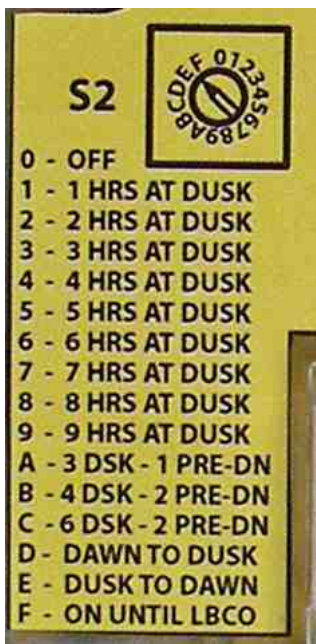 S2
0123456789ABCDEF
0 - OFF
1 - 1 HRS AT DUSK
2 - 2 HRS AT DUSK
3 - 3 HRS AT DUSK
4 - 4 HRS AT DUSK
5 - 5 HRS AT DUSK
6 - 6 HRS AT DUSK
7 - 7 HRS AT DUSK
8 - 8 HRS AT DUSK
9 - 9 HRS AT DUSK
A - 3 DSK - 1 PRE-DN
B - 4 DSK - 2 PRE-DN
C - 6 DSK - 2 PRE-DN
D - DAWN TO DUSK
E - DUSK TO DAWN
F - ON UNTIL LBCO